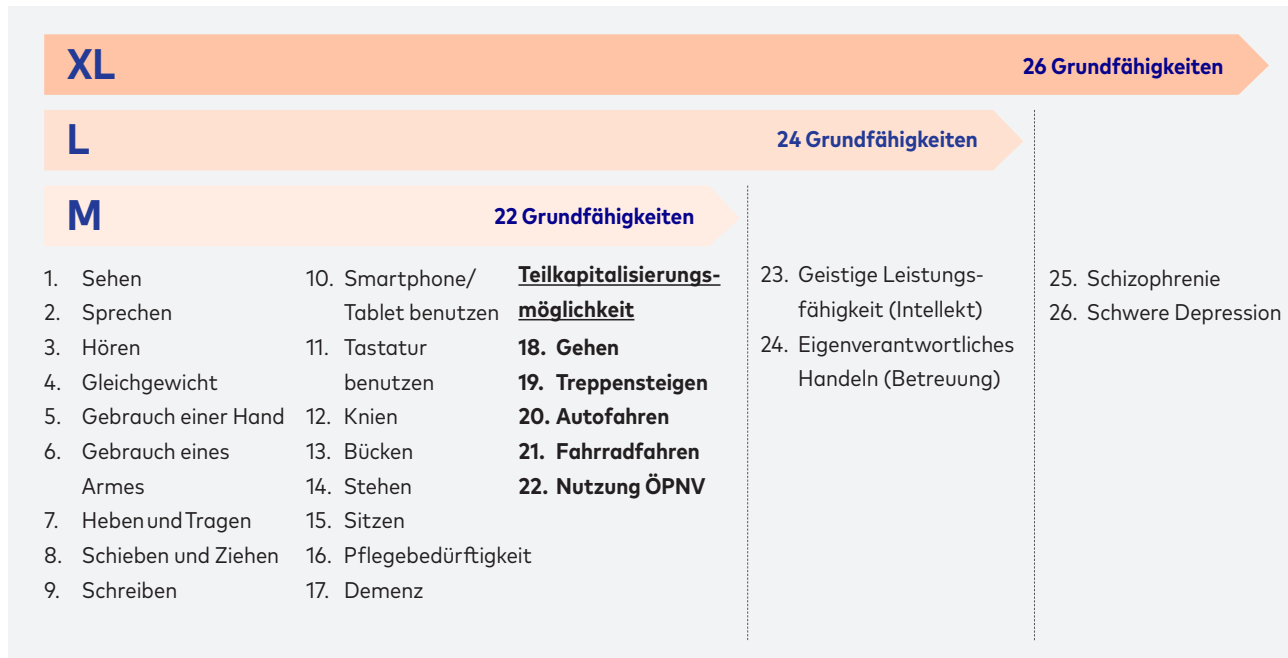 XL
26 Grundfähigkeiten
L
24 Grundfähigkeiten
M
22 Grundfähigkeiten
1. Sehen
2. Sprechen
3. Hören
4. Gleichgewicht
5. Gebrauch einer Hand
6. Gebrauch eines
Armes
7. Heben und Tragen
8. Schieben und Ziehen
9. Schreiben
10. Smartphone/
Tablet benutzen
11. Tastatur
benutzen
12. Knien
13. Bücken
14. Stehen
15. Sitzen
16. Pflegebedürftigkeit
17. Demenz
Teilkapitalisierungs-
möglichkeit
18. Gehen
19. Treppensteigen
20. Autofahren
21. Fahrradfahren
22. Nutzung ÖPNV
23. Geistige Leistungs-
fähigkeit (Intellekt)
24. Eigenverantwortliches
Handeln (Betreuung)
25. Schizophrenie
26. Schwere Depression